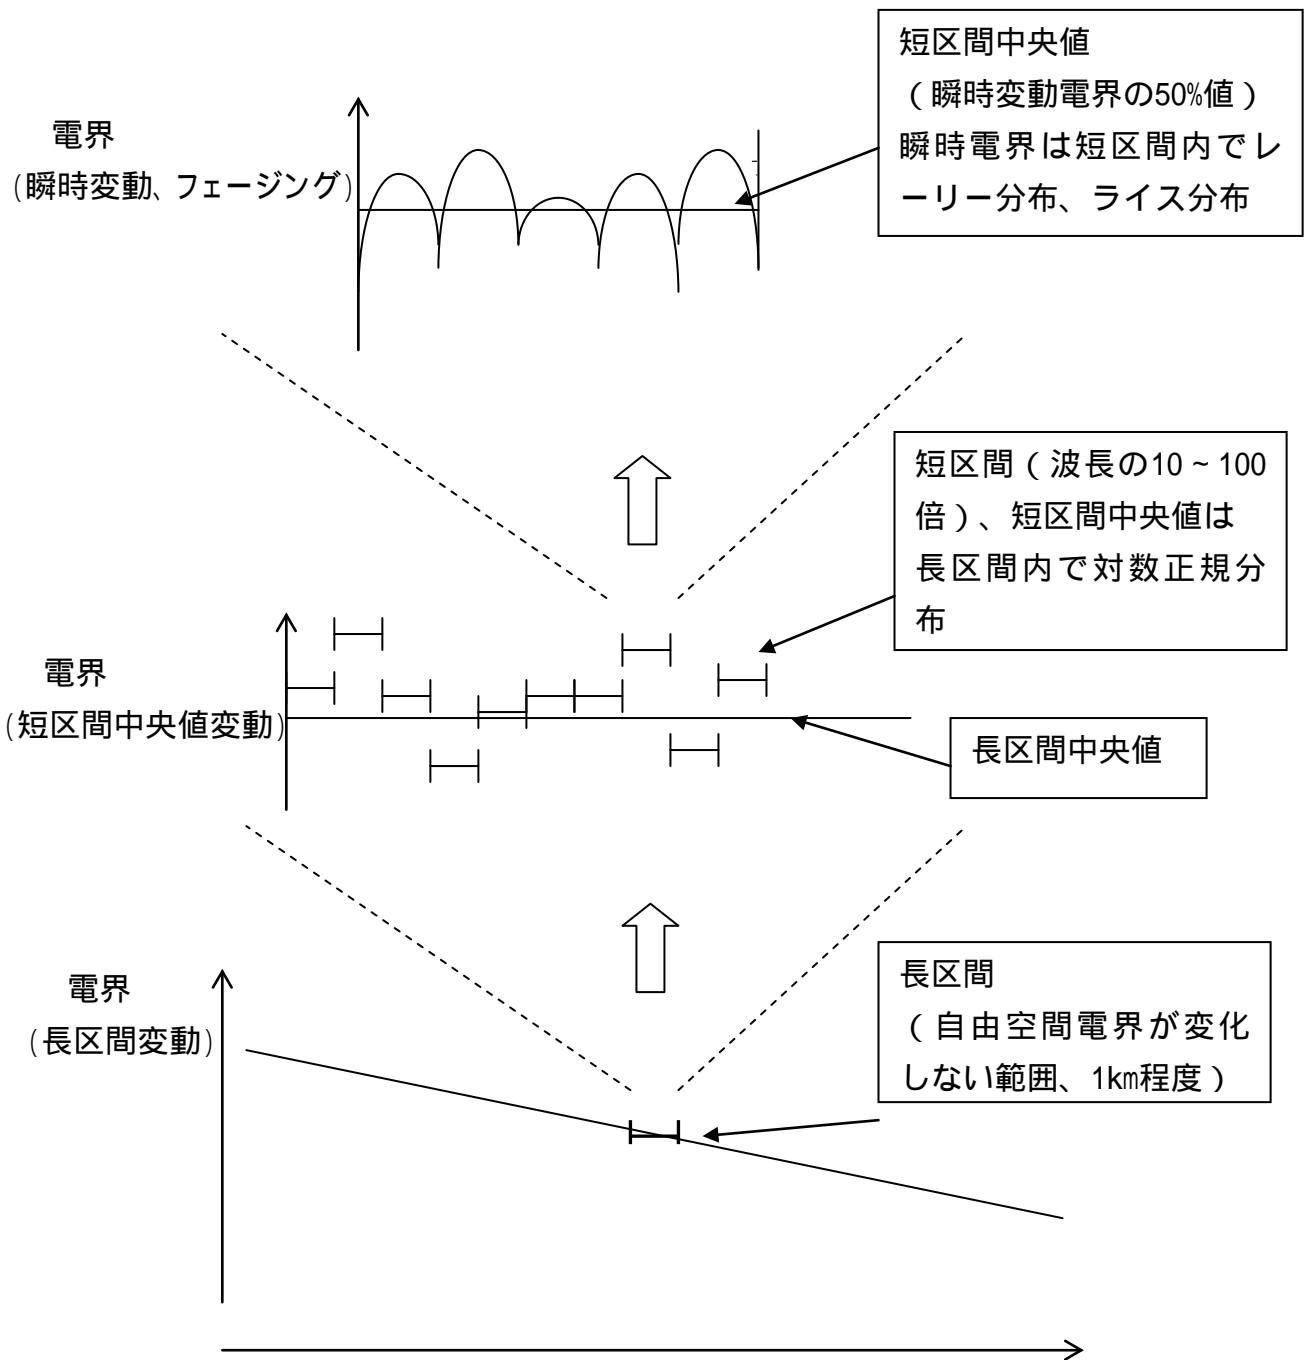 短区間中央値
（瞬時変動電界の50%値）
瞬時電界は短区間内でレ
ーリー分布、ライス分布
電界
(瞬時変動、フェージング)
短区間（波長の10～100
倍）、短区間中央値は
長区間内で対数正規分
布
電界
(短区間中央値変動)
長区間中央値
長区間
（自由空間電界が変化
しない範囲、1km程度）
電界
(長区間変動)